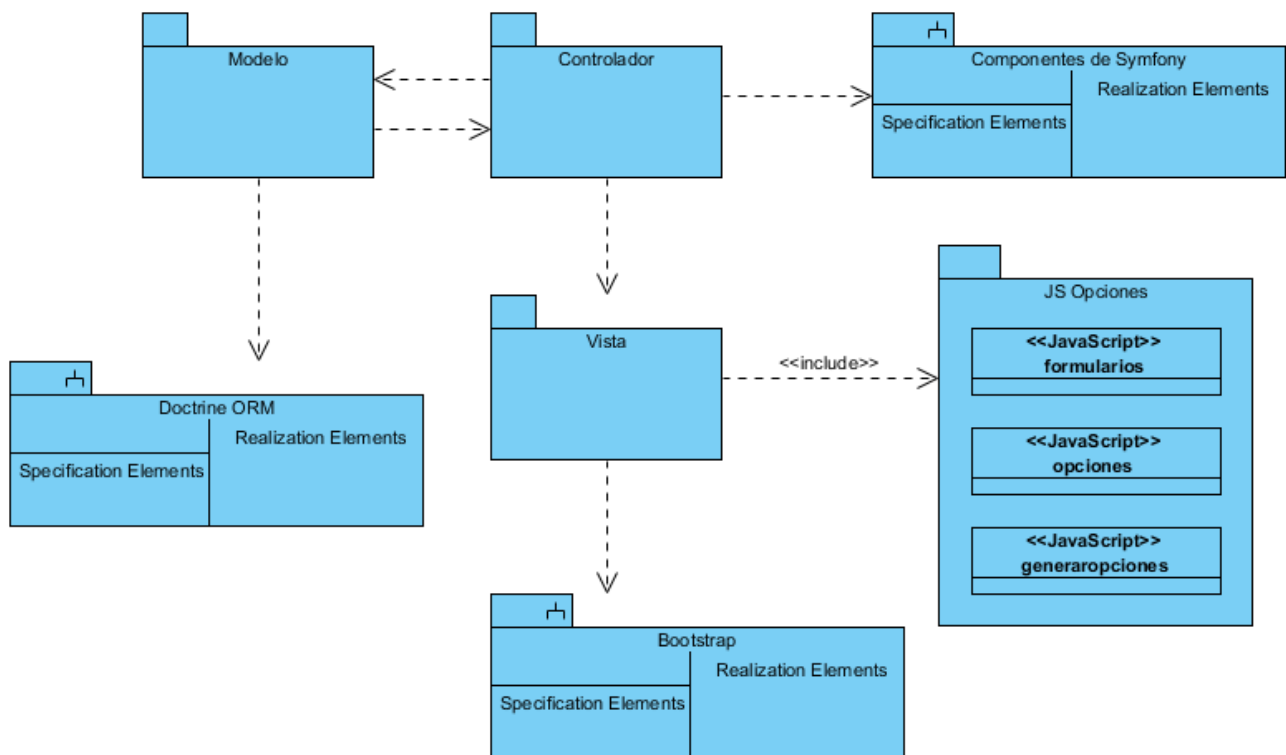 Modelo
Controlador
Componentes de Symfony
Realization Elements
Specification Elements
JS Opciones
<<JavaScript>>
formularios
<<JavaScript>>
opciones
<<JavaScript>>
generaropciones
Vista
<<include>>
Doctrine ORM
Realization Elements
Specification Elements
Bootstrap
Realization Elements
Specification Elements